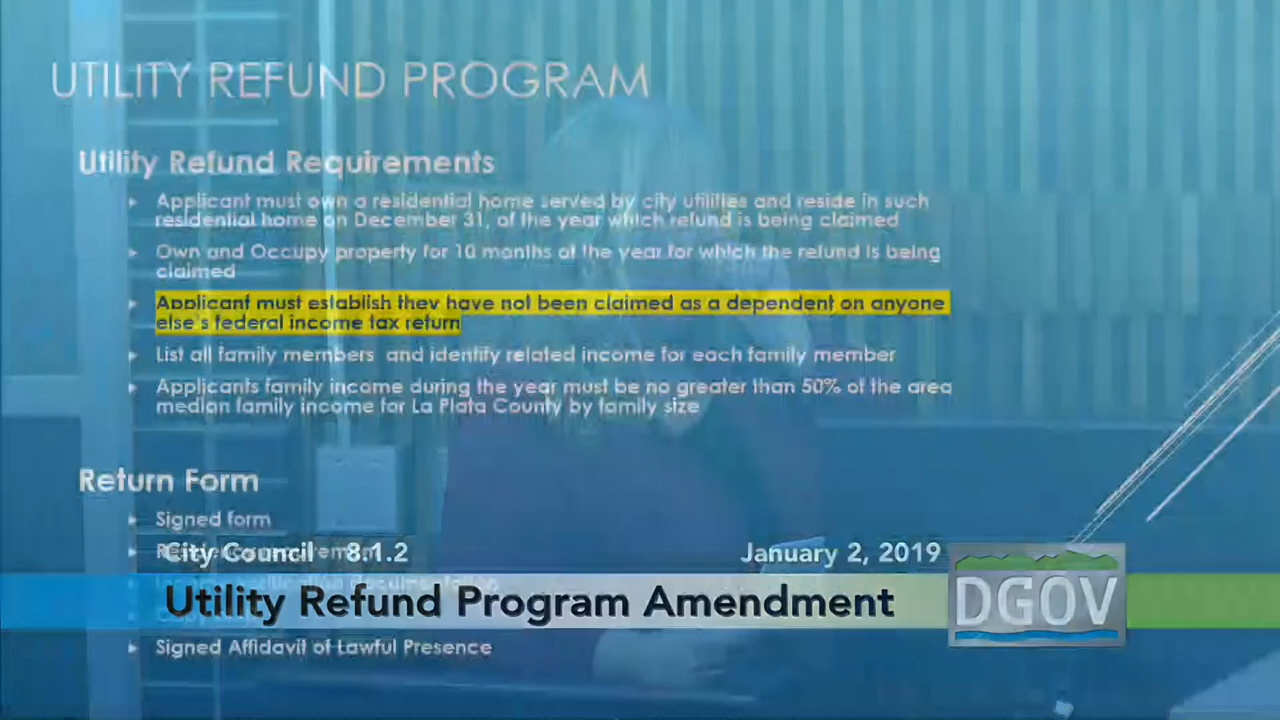 UTILITY REFUND PROGRAM
Utility Refund Requirements
Applicant must own a residential home served by city utilities and reside in such
residential home on December 31, of the year which refund is being claimed
Own and Occupy property for 10 months of the year for which the refund is being
claimed
Applicant must establish they have not been claimed as a dependent on anyone
else's federal income tax return
List all family members and identify related income for each family member
Applicants family income during the year must be no greater than 50% of the area
median family income for La Plata County by family size
Return Form
Signed form
City Council 8.1.2 January 2, 2019
Utility Refund Program Amendment
DGOV
Signed Affidavit of Lawful Presence